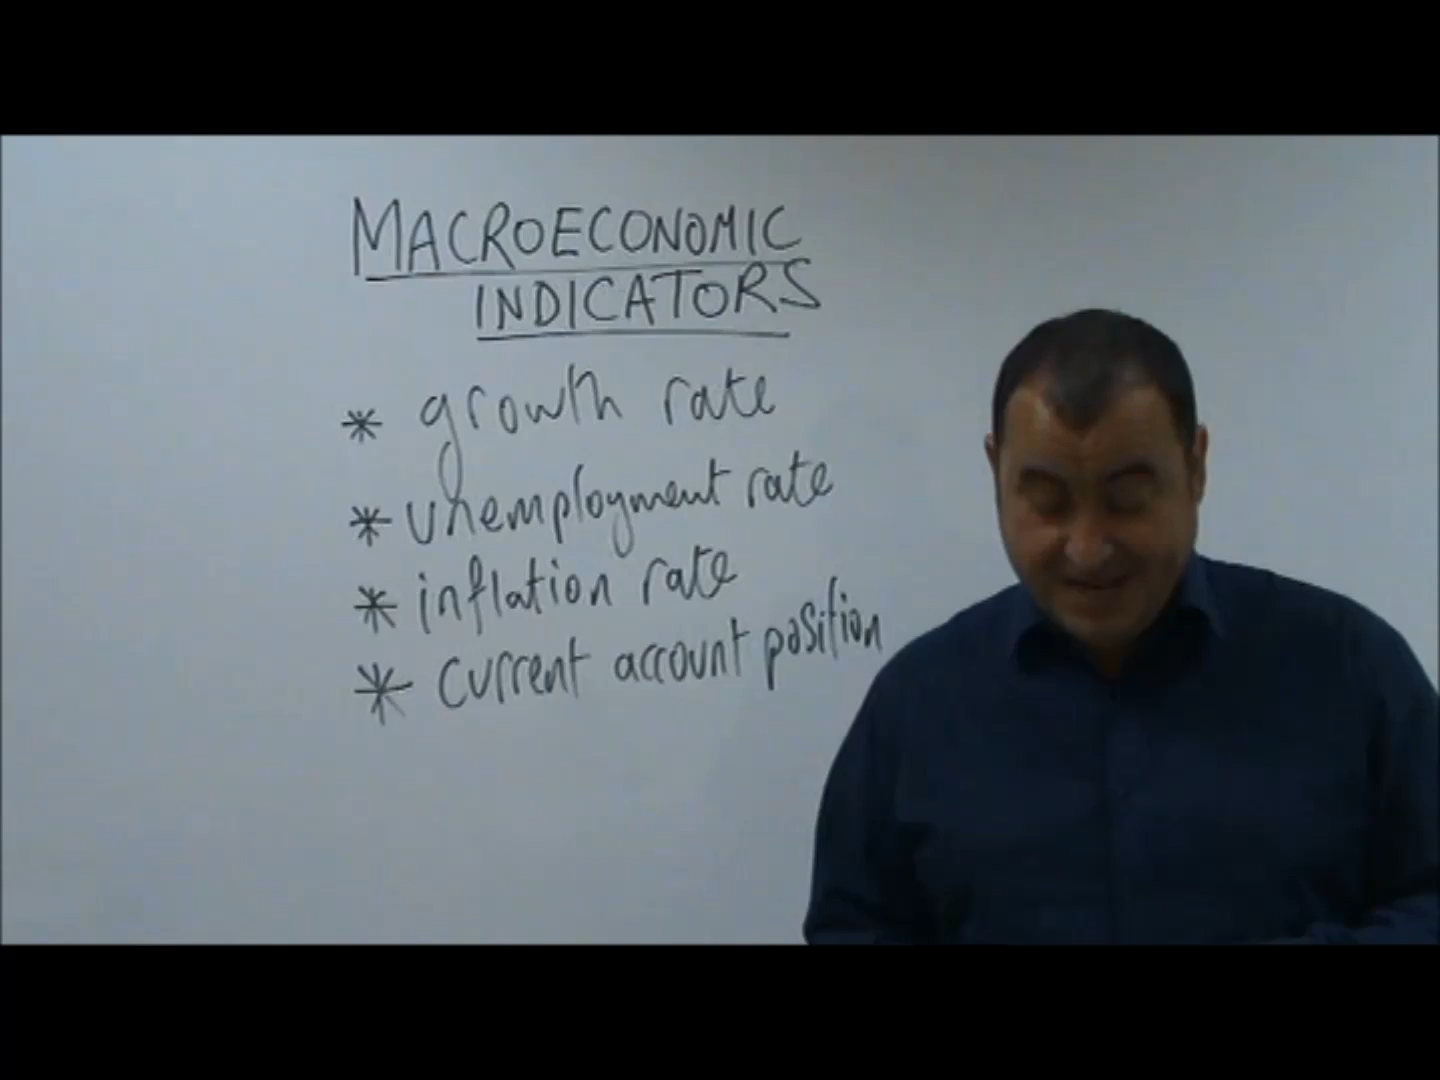 MACROECONOMIC
INDICATORS
* growth rate
* unemployment rate
* inflation rate
* current account position